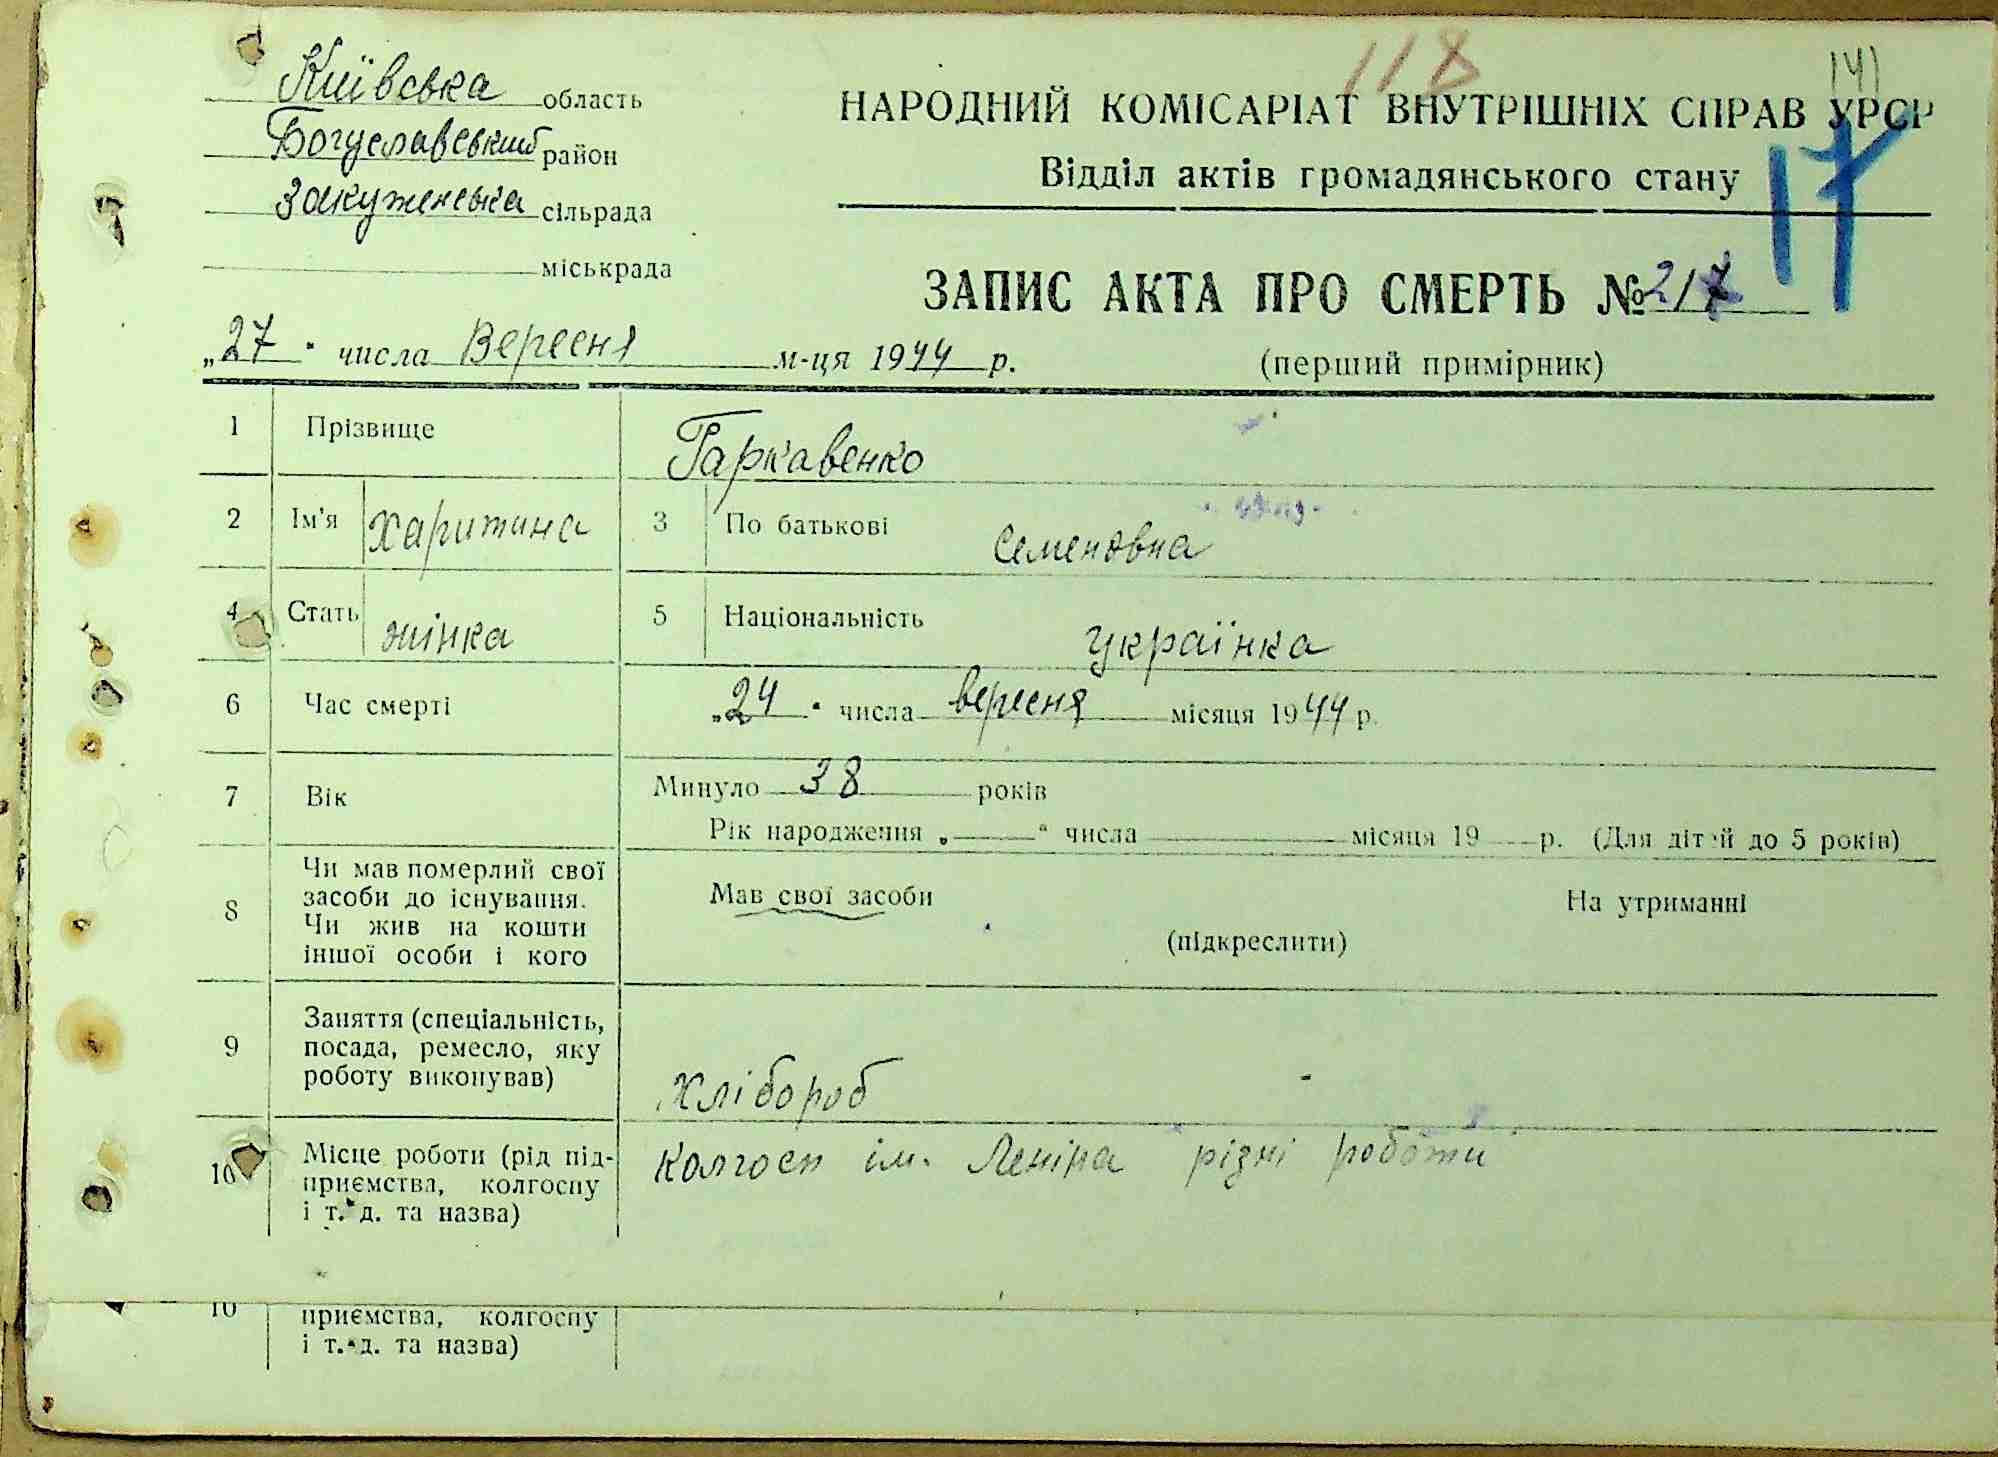 118
141
Київська область
Богуславський район
сільрада
міськрада
НАРОДНИЙ КОМІСАРІАТ ВНУТРІШНІХ СПРАВ УРСР
Відділ актів громадянського стану
17
ЗАПИС АКТА ПРО СМЕРТЬ № 217
(перший примірник)
„27" числа Вересня м-ця 1944 р.
1 Прізвище Гаркавенко
2 Ім'я Харитина 3 По батькові Семеновна
4 Стать жінка 5 Національність українка
6 Час смерті „24" числа вересня місяця 1944 р.
7 Вік Минуло 38 років
Рік народження „ " числа місяця 19 р. (Для дітей до 5 років)
8 Чи мав померлий свої
засоби до існування.
Чи жив на кошти
іншої особи і кого
Мав свої засоби На утриманні
(підкреслити)
9 Заняття (спеціальність,
посада, ремесло, яку
роботу виконував)
Хлібороб
10 Місце роботи (рід під-
приємства, колгоспу
і т. д. та назва)
Колгосп ім. Леніна різні роботи
10 приємства, колгоспу
і т. д. та назва)